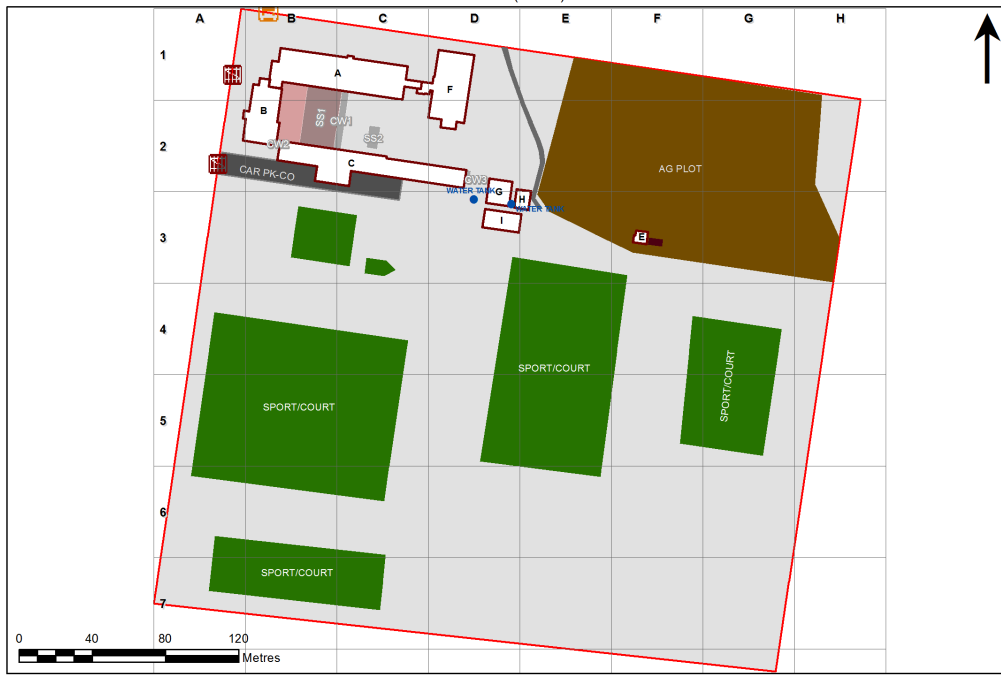 A B C D E F G H
1
A
F
B
SS1
CW1
SS2
2
CW2
C
AG PLOT
CAR PK-CO
CW3
WATER TANK
G
H
WATER TANK
I
E
3
4
SPORT/COURT
SPORT/COURT
SPORT/COURT
5
6
SPORT/COURT
7
0 40 80 120
Metres